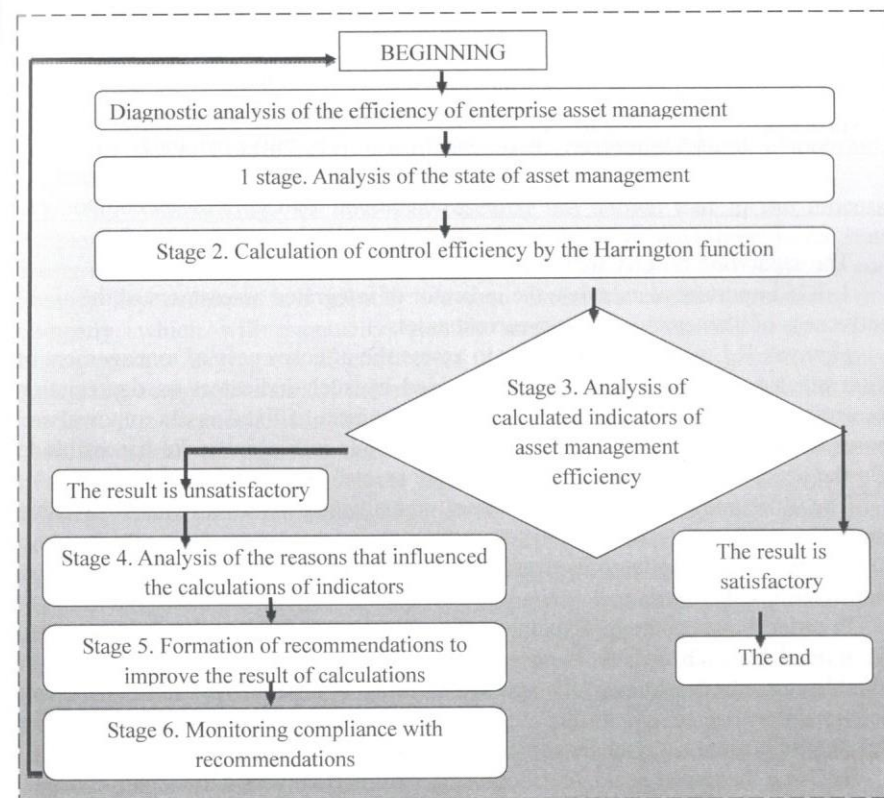 BEGINNING
Diagnostic analysis of the efficiency of enterprise asset management
1 stage. Analysis of the state of asset management
Stage 2. Calculation of control efficiency by the Harrington function
Stage 3. Analysis of
calculated indicators of
asset management
efficiency
The result is unsatisfactory
Stage 4. Analysis of the reasons that influenced
the calculations of indicators
Stage 5. Formation of recommendations to
improve the result of calculations
Stage 6. Monitoring compliance with
recommendations
The result is
satisfactory
The end